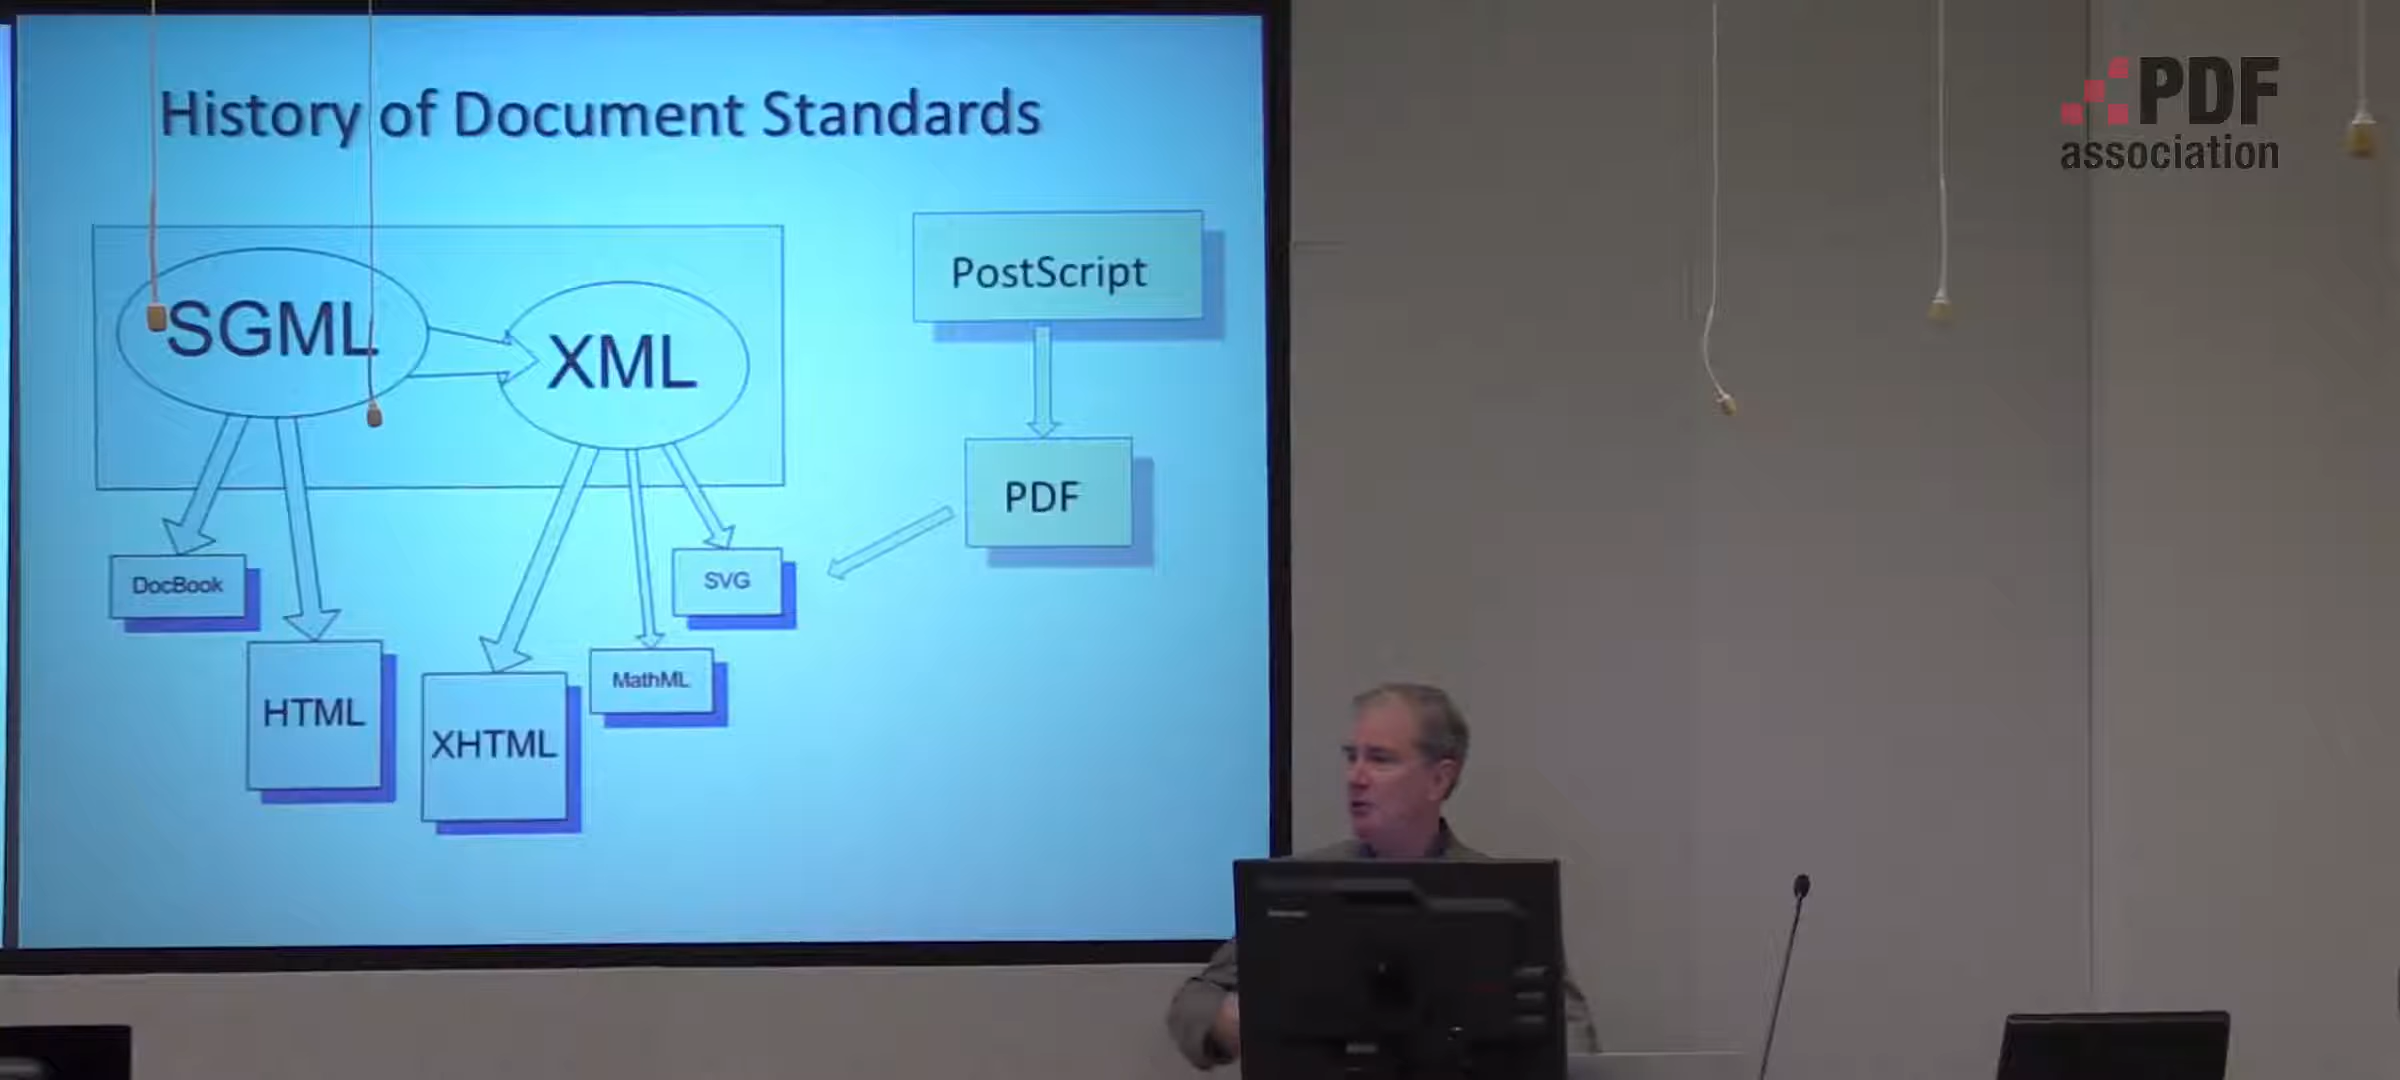 History of Document Standards
SGML
XML
PostScript
PDF
DocBook
SVG
HTML
XHTML
MathML
PDF
association